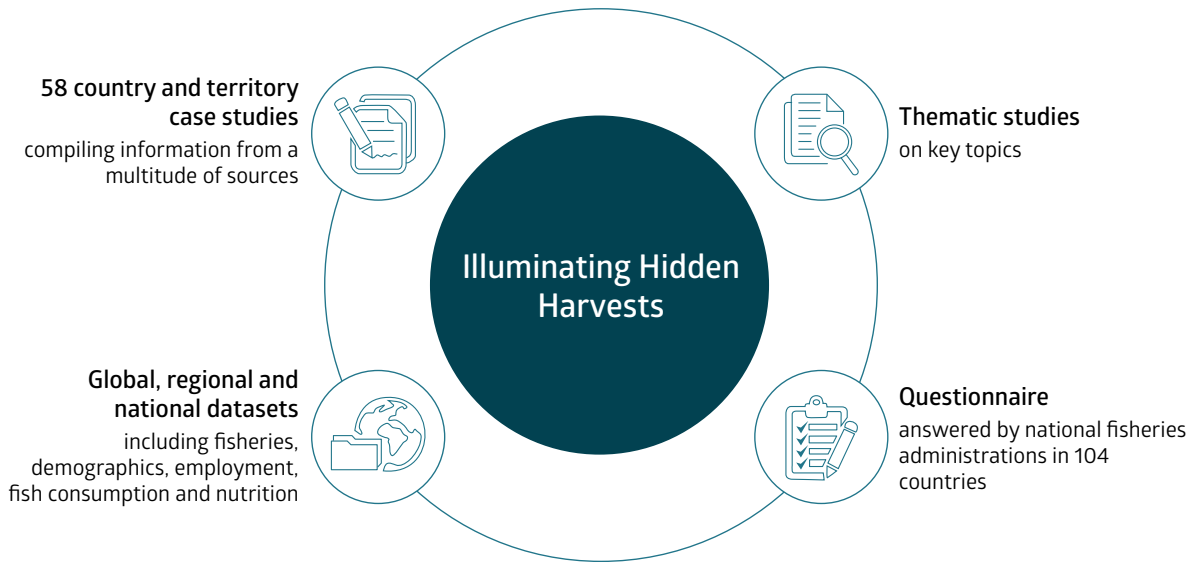 58 country and territory
case studies
compiling information from a
multitude of sources
Thematic studies
on key topics
Illuminating Hidden
Harvests
Global, regional and
national datasets
including fisheries,
demographics, employment,
fish consumption and nutrition
Questionnaire
answered by national fisheries
administrations in 104
countries